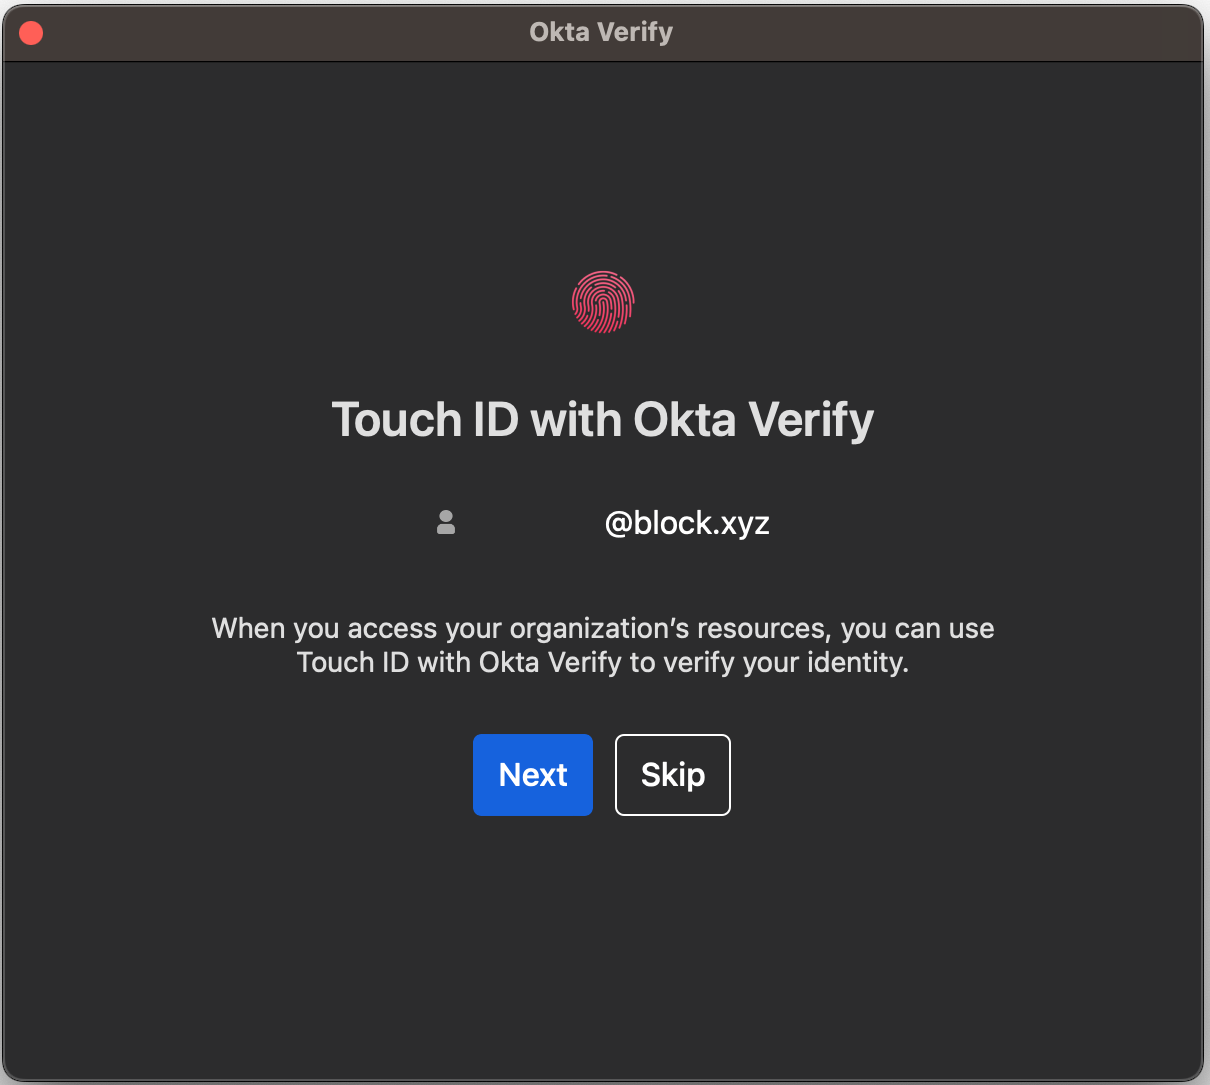 Okta Verify
Touch ID with Okta Verify
@block.xyz
When you access your organization’s resources, you can use
Touch ID with Okta Verify to verify your identity.
Next
Skip